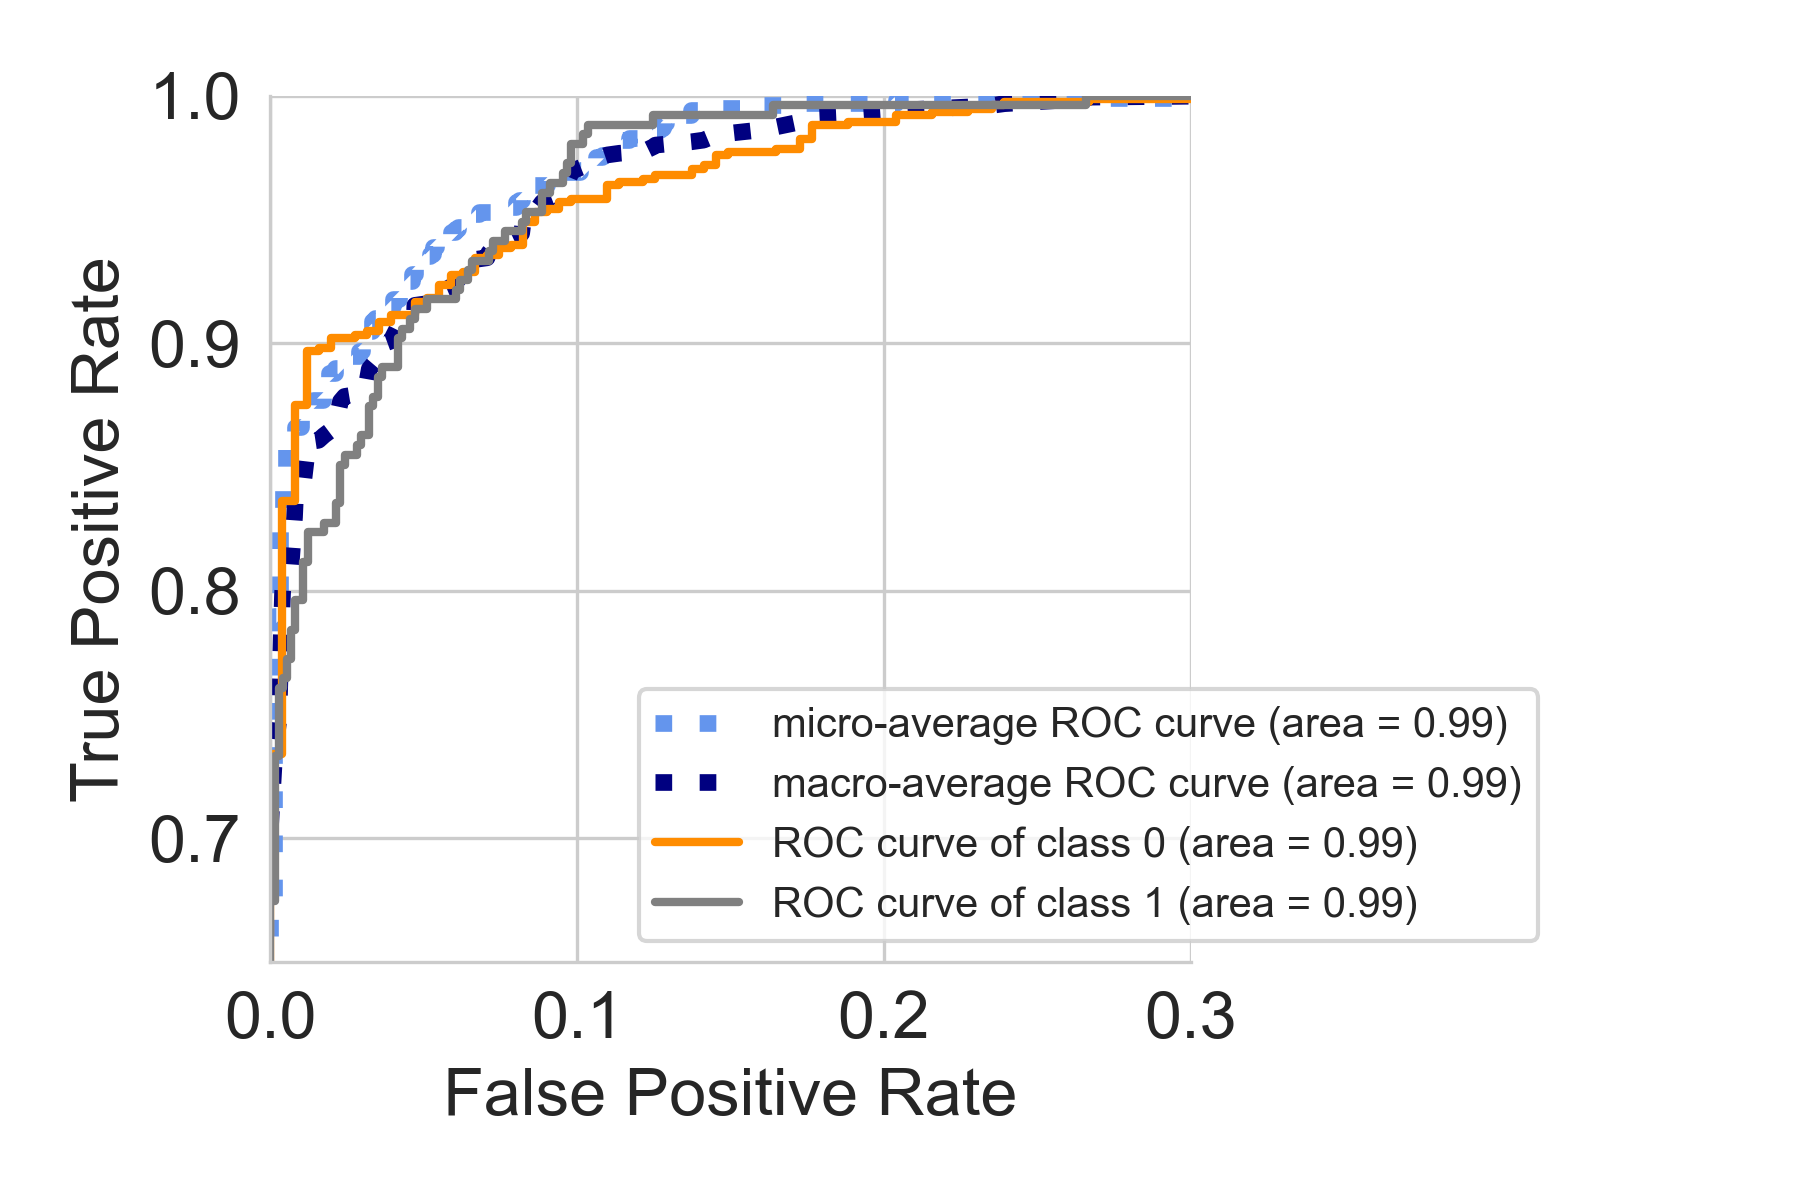 1.0
0.9
0.8
0.7
True Positive Rate
micro-average ROC curve (area = 0.99)
macro-average ROC curve (area = 0.99)
ROC curve of class 0 (area = 0.99)
ROC curve of class 1 (area = 0.99)
0.0 0.1 0.2 0.3
False Positive Rate